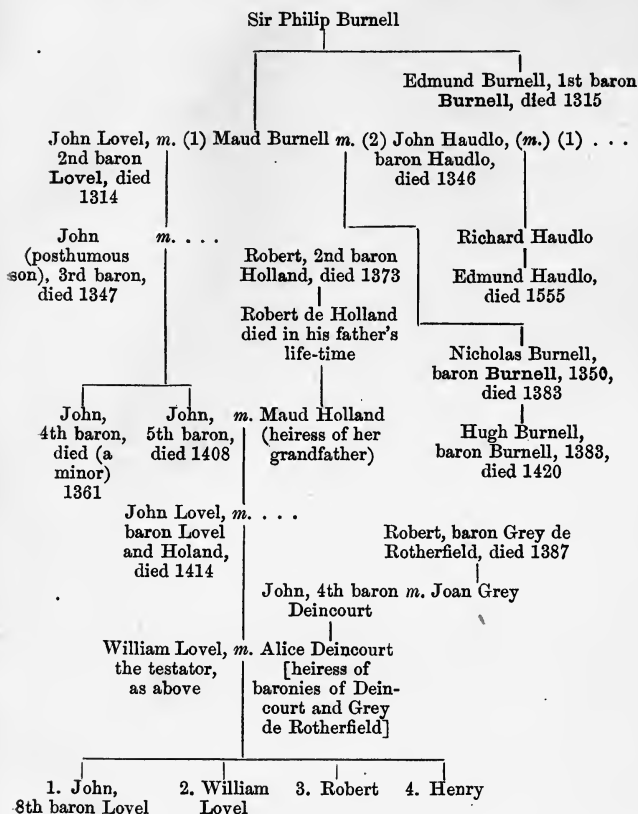 Sir Philip Burnell
Edmund Burnell, 1st baron
Burnell, died 1315
John Lovel, m. (1) Maud Burnell m. (2) John Haudlo, (m.) (1) . . .
2nd baron
Lovel, died
1314
baron Haudlo,
died 1346
John
(posthumous
son), 3rd baron,
died 1347
m. . . .
Robert, 2nd baron
Holland, died 1373
Robert de Holland
died in his father's
life-time
Richard Haudlo
Edmund Haudlo,
died 1555
Nicholas Burnell,
baron Burnell, 1350,
died 1383
Hugh Burnell,
baron Burnell, 1383,
died 1420
John,
4th baron,
died (a
minor)
1361
John,
5th baron,
died 1408
m. Maud Holland
(heiress of her
grandfather)
John Lovel, m. . . .
baron Lovel
and Holand,
died 1414
Robert, baron Grey de
Rotherfield, died 1387
John, 4th baron m. Joan Grey
Deincourt
William Lovel, m. Alice Deincourt
the testator,
as above
[heiress of
baronies of Dein-
court and Grey
de Rotherfield]
1. John,
8th baron Lovel
2. William
Lovel
3. Robert
4. Henry